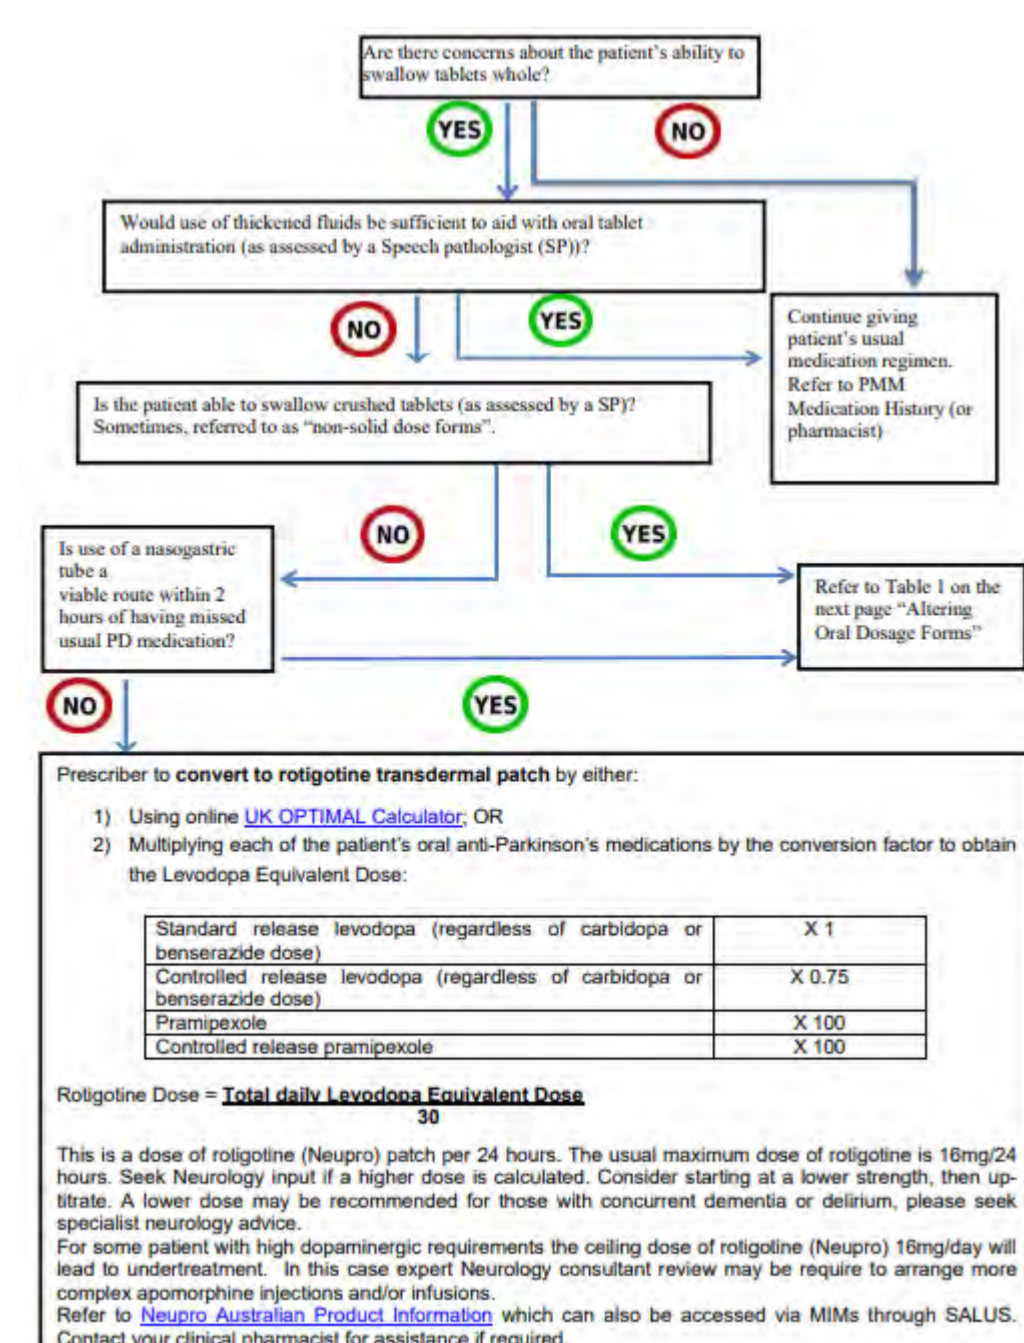 Are there concerns about the patient's ability to
swallow tablets whole?
YES
NO
Would use of thickened fluids be sufficient to aid with oral tablet
administration (as assessed by a Speech pathologist (SP))?
NO
YES
Continue giving
patient's usual
medication regimen.
Refer to PMM
Medication History (or
pharmacist)
Is the patient able to swallow crushed tablets (as assessed by a SP)?
Sometimes, referred to as “non-solid dose forms”.
NO
YES
Is use of a nasogastric
tube a
viable route within 2
hours of having missed
usual PD medication?
Refer to Table 1 on the
next page “Altering
Oral Dosage Forms”
NO
YES
Prescriber to convert to rotigotine transdermal patch by either:
1) Using online UK OPTIMAL Calculator; OR
2) Multiplying each of the patient's oral anti-Parkinson's medications by the conversion factor to obtain
the Levodopa Equivalent Dose:
Standard release levodopa (regardless of carbidopa or
benserazide dose)
X 1
Controlled release levodopa (regardless of carbidopa or
benserazide dose)
X 0.75
Pramipexole
X 100
Controlled release pramipexole
X 100
Rotigotine Dose = Total daily Levodopa Equivalent Dose
30
This is a dose of rotigotine (Neupro) patch per 24 hours. The usual maximum dose of rotigotine is 16mg/24
hours. Seek Neurology input if a higher dose is calculated. Consider starting at a lower strength, then up-
titrate. A lower dose may be recommended for those with concurrent dementia or delirium, please seek
specialist neurology advice.
For some patient with high dopaminergic requirements the ceiling dose of rotigotine (Neupro) 16mg/day will
lead to undertreatment. In this case expert Neurology consultant review may be require to arrange more
complex apomorphine injections and/or infusions.
Refer to Neupro Australian Product Information which can also be accessed via MIMs through SALUS.
Contact your clinical pharmacist for assistance if required.